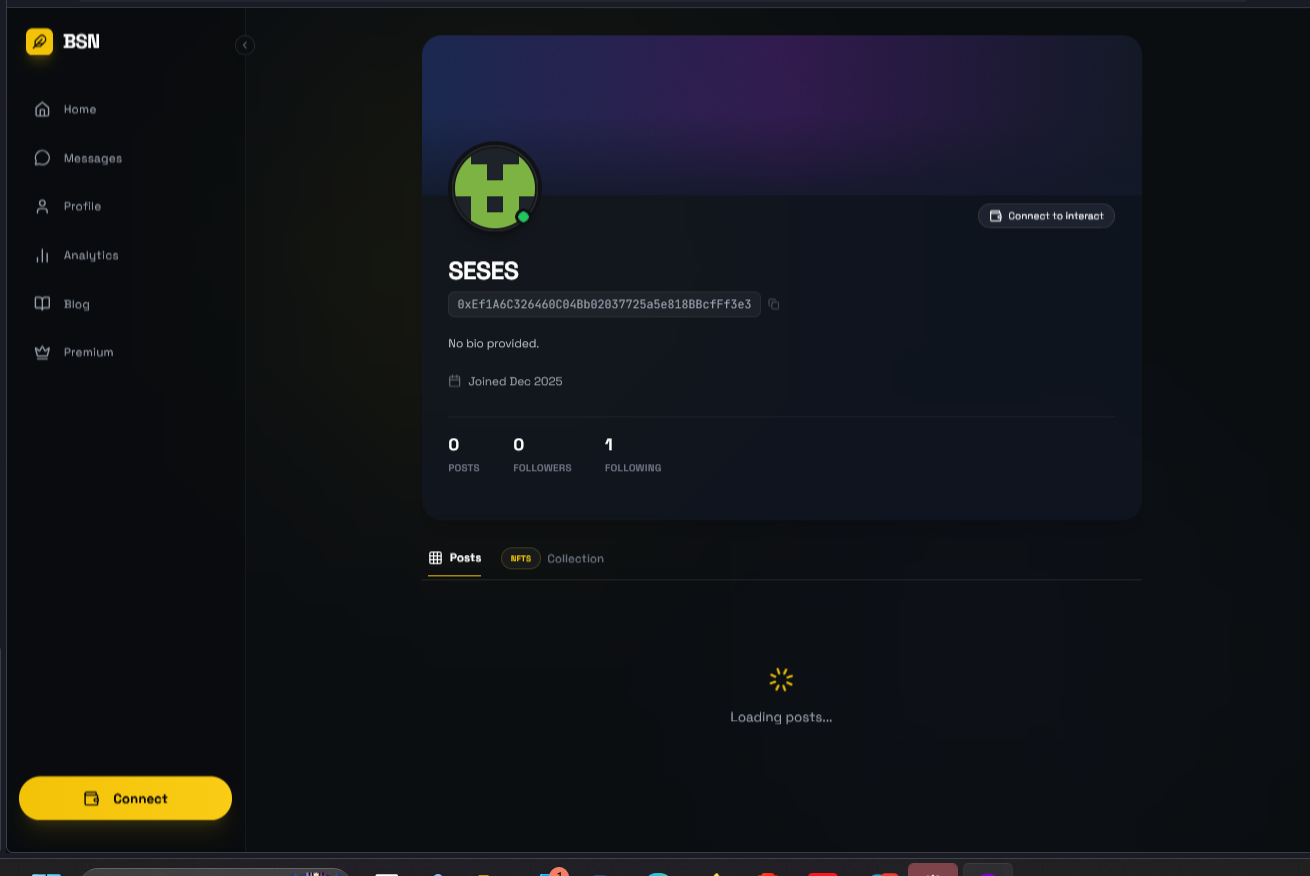 BSN
Home
Messages
Profile
Analytics
Blog
Premium
Connect
Connect to interact
SESES
0xEf1A6C326460C04Bb02037725a5e818BBcfFf3e3
No bio provided.
Joined Dec 2025
0 0 1
POSTS FOLLOWERS FOLLOWING
Posts NFTS Collection
Loading posts...